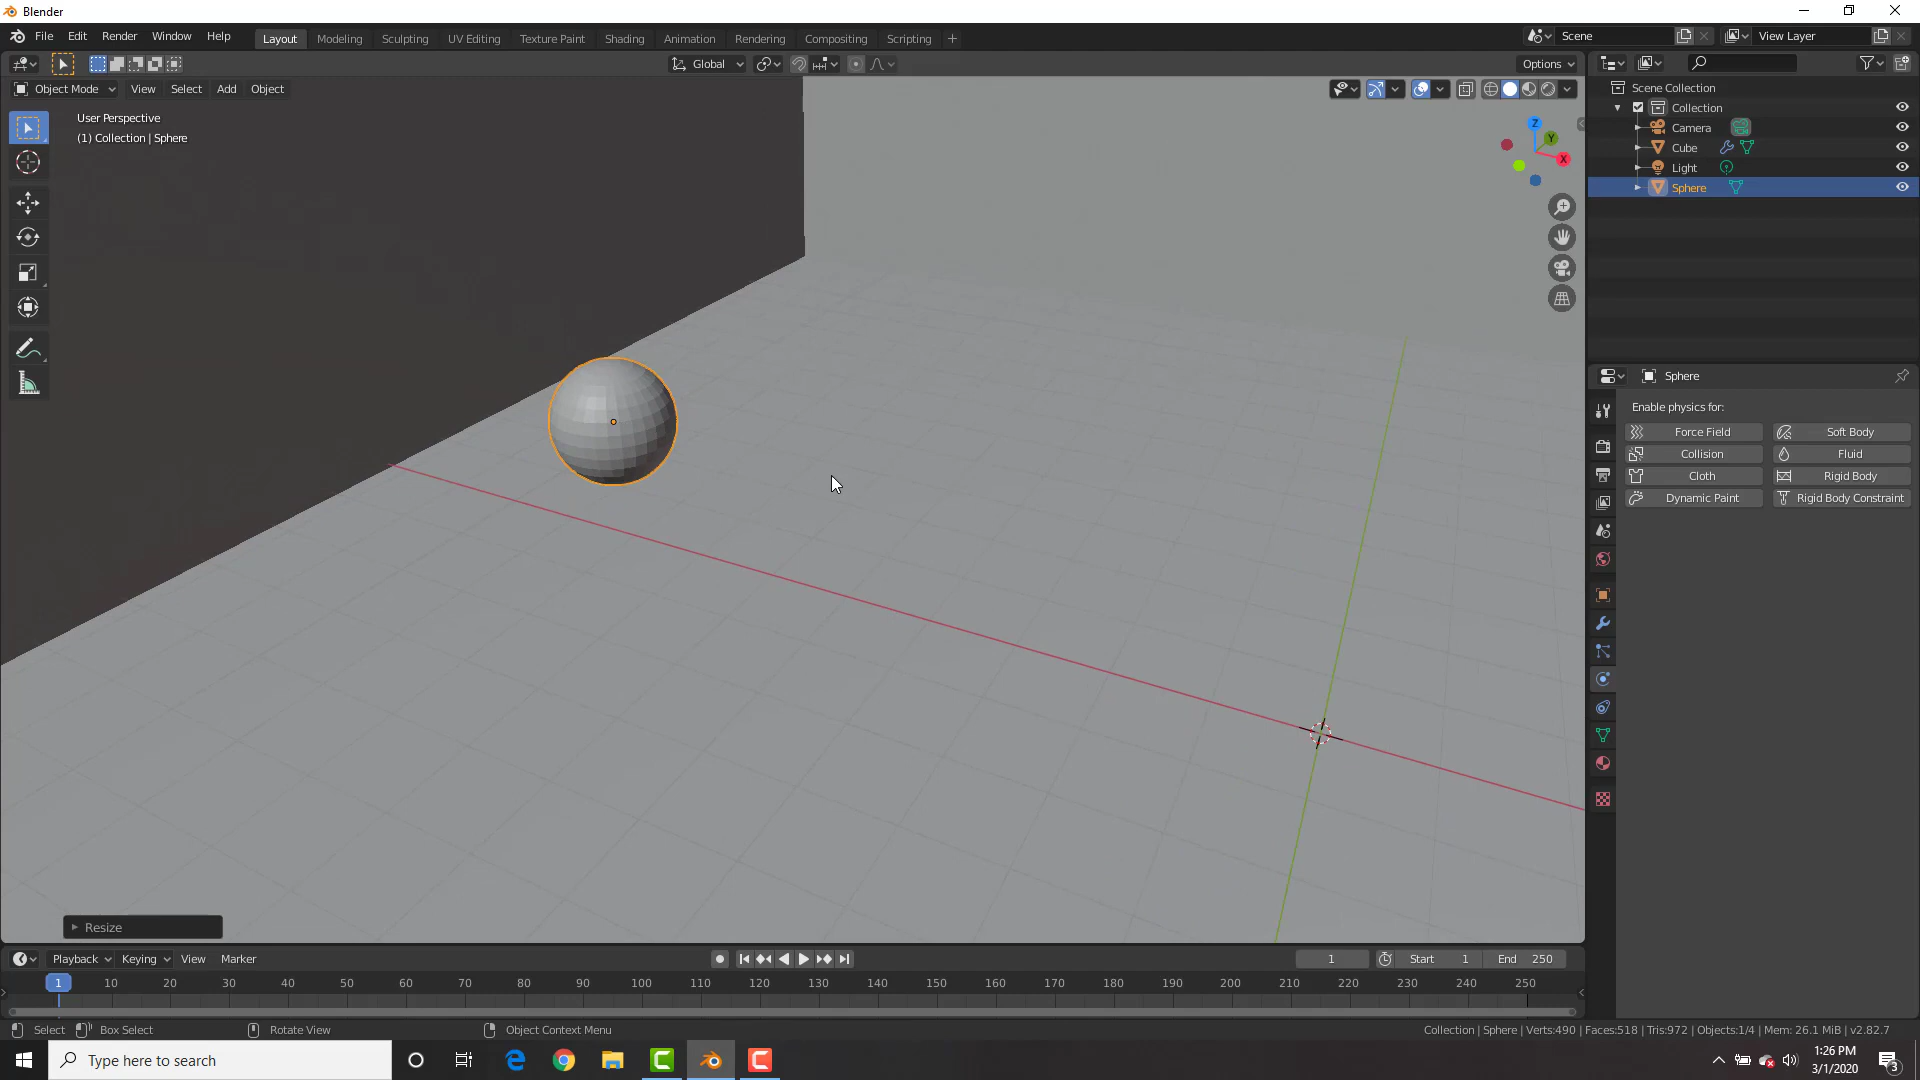 Blender
File Edit Render Window Help
Layout Modeling Sculpting UV Editing Texture Paint Shading Animation Rendering Compositing Scripting +
Scene
View Layer
Global
Options
Object Mode View Select Add Object
User Perspective
(1) Collection | Sphere
Z
Y
X
Scene Collection
Collection
Camera
Cube
Light
Sphere
Sphere
Enable physics for:
Force Field Soft Body
Collision Fluid
Cloth Rigid Body
Dynamic Paint Rigid Body Constraint
Resize
Playback Keying View Marker
1 Start 1 End 250
1 10 20 30 40 50 60 70 80 90 100 110 120 130 140 150 160 170 180 190 200 210 220 230 240 250
Select Box Select Rotate View Object Context Menu
Collection | Sphere | Verts:490 | Faces:518 | Tris:972 | Objects:1/4 | Mem: 26.1 MiB | v2.82.7
Type here to search
1:26 PM
3/1/2020
3